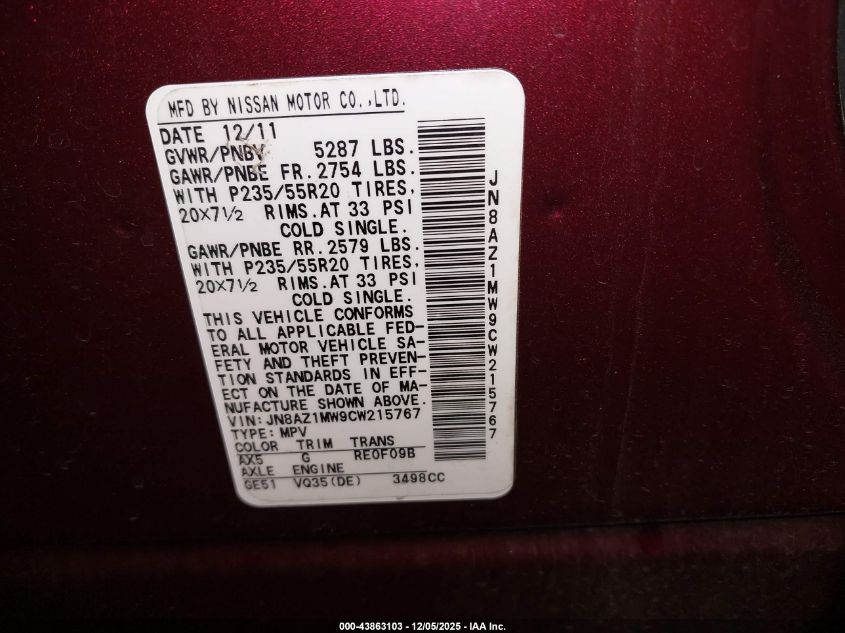 MFD BY NISSAN MOTOR CO.,LTD.
DATE 12/11
GVWR/PNBV 5287 LBS.
GAWR/PNBE FR.2754 LBS.
WITH P235/55R20 TIRES,
20X7½ RIMS.AT 33 PSI
COLD SINGLE.
GAWR/PNBE RR.2579 LBS.
WITH P235/55R20 TIRES,
20X7½ RIMS.AT 33 PSI
COLD SINGLE.
THIS VEHICLE CONFORMS
TO ALL APPLICABLE FED-
ERAL MOTOR VEHICLE SA-
FETY AND THEFT PREVEN-
TION STANDARDS IN EFF-
ECT ON THE DATE OF MA-
NUFACTURE SHOWN ABOVE.
VIN:JN8AZ1MW9CW215767
TYPE:MPV
COLOR TRIM TRANS
AX5 G RE0F09B
AXLE ENGINE
GE51 VQ35(DE) 3498CC
JN8AZ1MW9CW215767
000-43863103 - 12/05/2025 - IAA Inc.